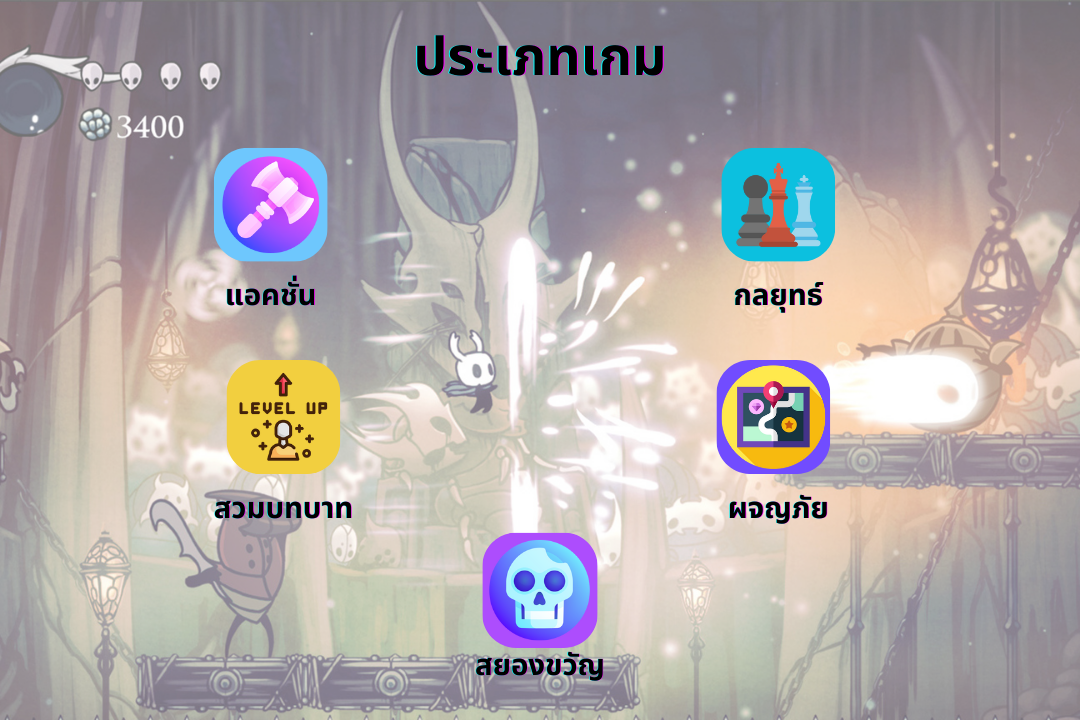 ประเภทเกม
3400
แอคชั่น
กลยุทธ์
LEVEL UP
สวมบทบาท
ผจญภัย
สยองขวัญ